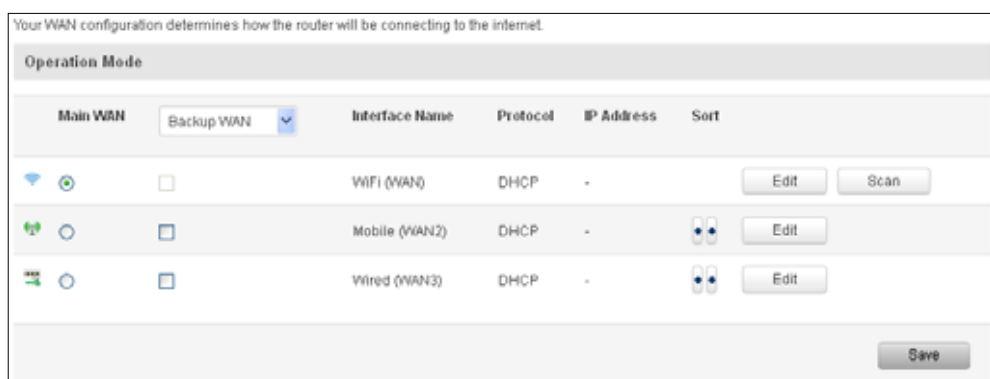 Your WAN configuration determines how the router will be connecting to the internet.
Operation Mode
Main WAN Backup WAN Interface Name Protocol IP Address Sort
WiFi (WAN) DHCP - Edit Scan
Mobile (WAN2) DHCP - Edit
Wired (WAN3) DHCP - Edit
Save